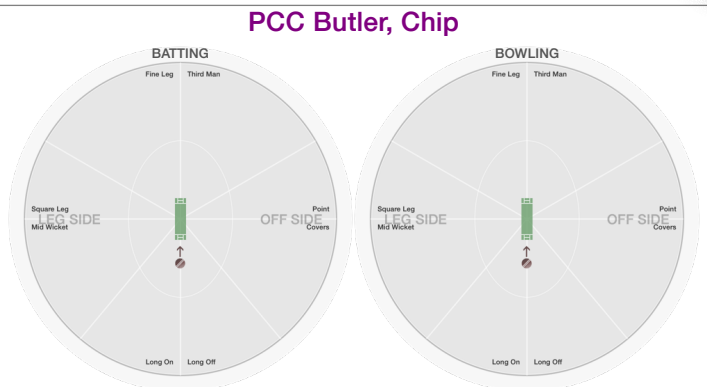 PCC Butler, Chip
BATTING
Fine Leg
Third Man
Square Leg
LEG SIDE
Mid Wicket
Point
OFF SIDE
Covers
Long On
Long Off
BOWLING
Fine Leg
Third Man
Square Leg
LEG SIDE
Mid Wicket
Point
OFF SIDE
Covers
Long On
Long Off